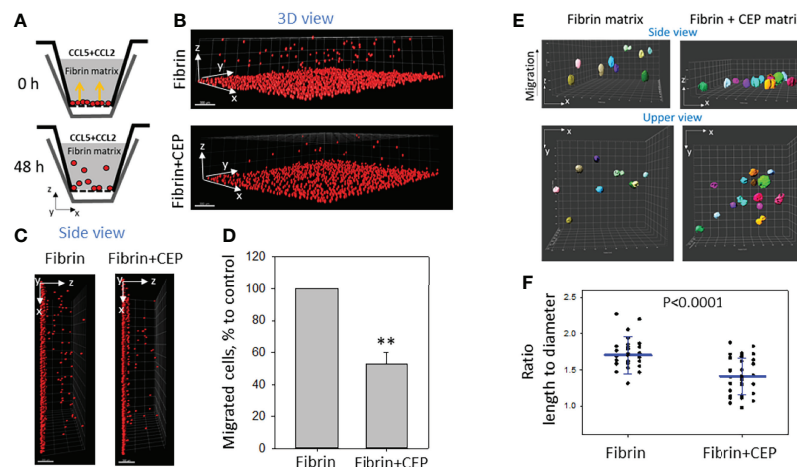 A
CCL5+CCL2
Fibrin matrix
0 h
CCL5+CCL2
Fibrin matrix
48 h
z
y
x
B
3D view
Fibrin
z
y
x
Fibrin+CEP
z
y
x
C
Side view
Fibrin
Fibrin+CEP
y
z
x
y
z
x
D
Migrated cells, % to control
120
100
80
60
40
20
0
**
Fibrin
Fibrin+CEP
E
Fibrin matrix
Fibrin + CEP matri
Side view
Migration
x
z
x
Upper view
x
y
x
y
F
P<0.0001
Ratio
length to diameter
2.5
2.0
1.5
1.0
Fibrin
Fibrin+CEP